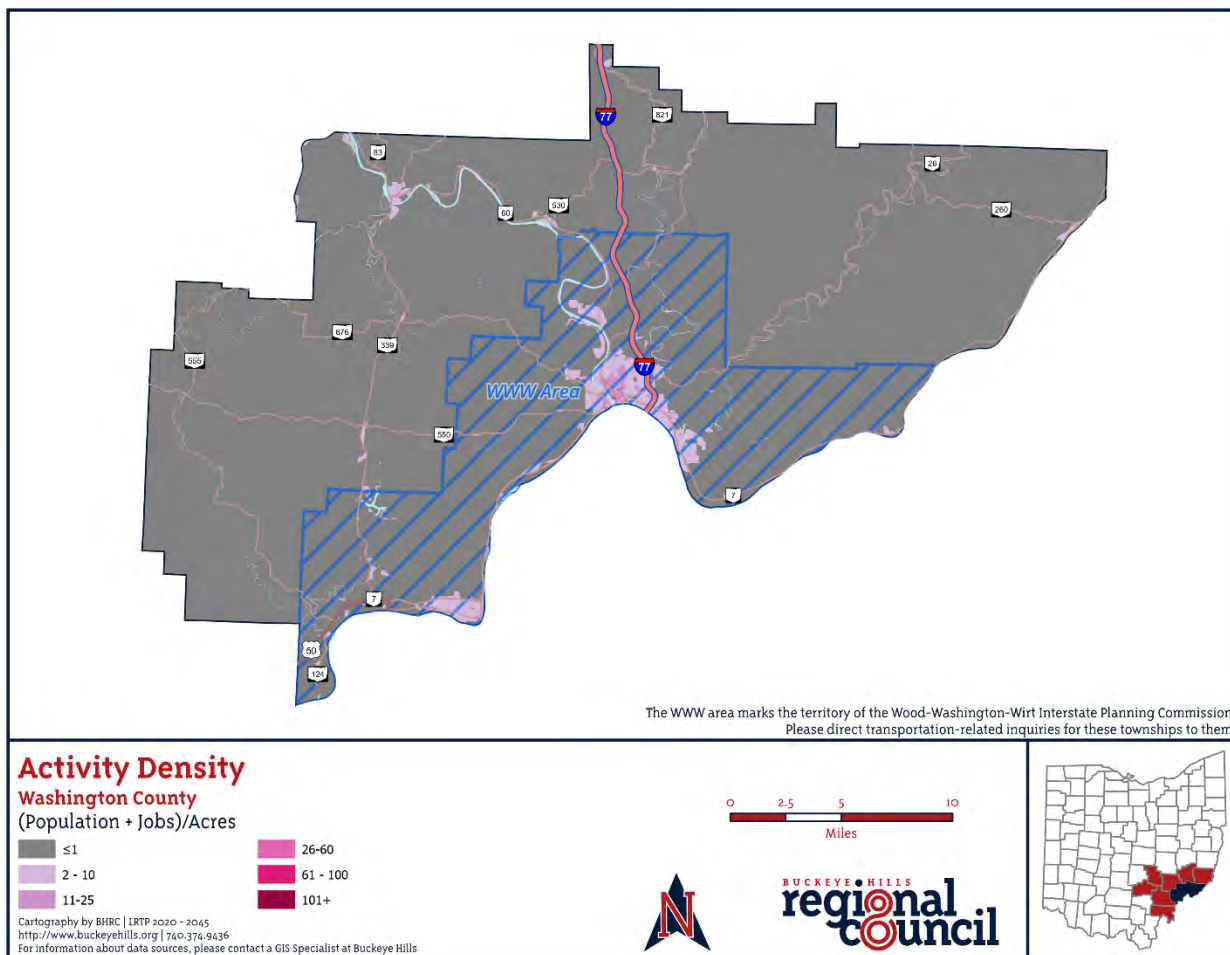 77
821
83
26
530
60
260
676
339
555
77
WWW Area
550
7
7
50
124
The WWW area marks the territory of the Wood-Washington-Wirt Interstate Planning Commission
Please direct transportation-related inquiries for these townships to them
Activity Density
Washington County
(Population + Jobs)/Acres
≤1
2 - 10
11-25
26-60
61 - 100
101+
Cartography by BHRC | LRTP 2020 - 2045
http://www.buckeyehills.org | 740.374.9436
For information about data sources, please contact a GIS Specialist at Buckeye Hills
0 2.5 5 10
Miles
N
BUCKEYE HILLS
regional
council